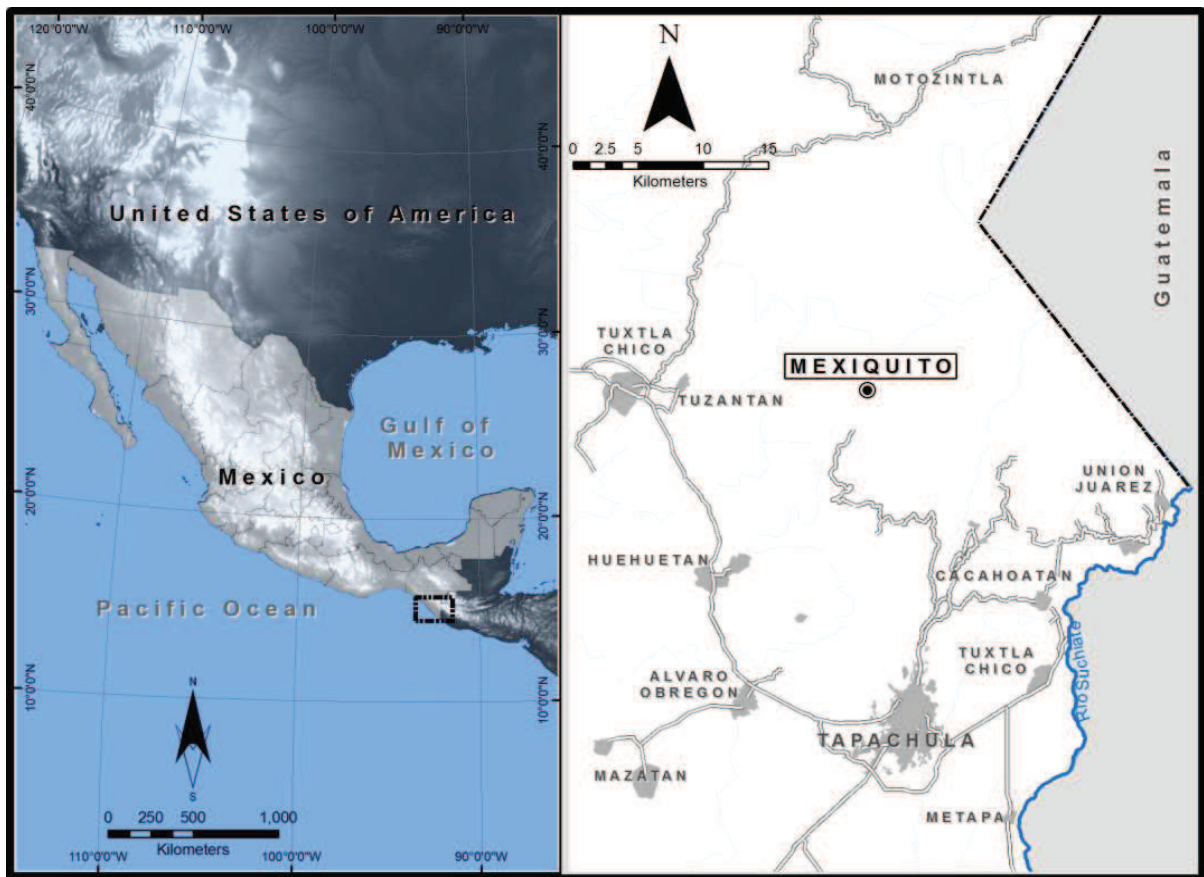 120°0'0"W
110°0'0"W
100°0'0"W
90°0'0"W
40°0'0"N
40°0'0"N
United States of America
30°0'0"N
30°0'0"N
Gulf of
Mexico
Mexico
20°0'0"N
20°0'0"N
Pacific Ocean
10°0'0"N
10°0'0"N
N
S
0 250 500 1,000
Kilometers
110°0'0"W
100°0'0"W
90°0'0"W
N
0 2.5 5 10 15
Kilometers
MOTOZINTLA
Guatemala
TUXTLA
CHICO
MEXIQUITO
TUZANTAN
UNION
JUAREZ
HUEHUETAN
CACAHOATAN
TUXTLA
CHICO
Río Suchiate
ALVARO
OBREGON
TAPACHULA
MAZATAN
METAPA